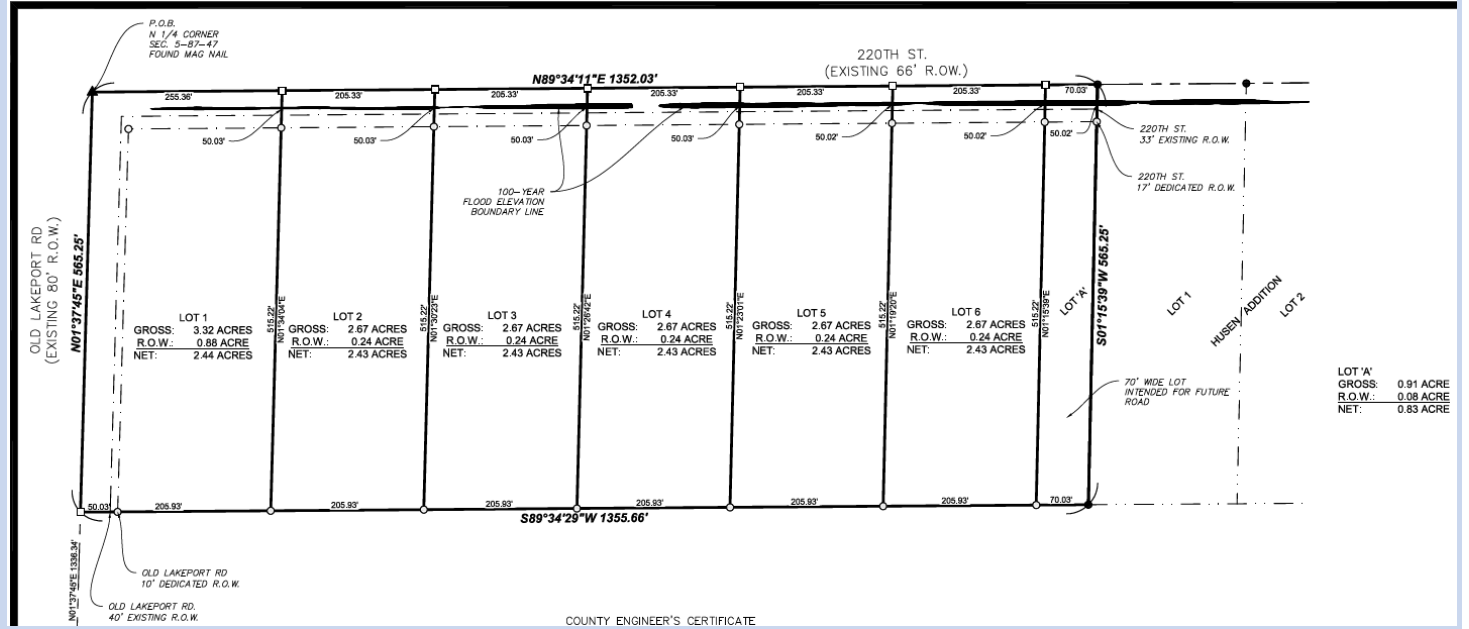 P.O.B.
N 1/4 CORNER
SEC. 5-87-47
FOUND MAG NAIL
220TH ST.
(EXISTING 66' R.OW.)
N89°34'11"E 1352.03'
255.36'
205.33'
205.33'
205.33'
205.33'
205.33'
70.03'
50.03'
50.03'
50.03'
50.03'
50.02'
50.02'
50.02'
220TH ST.
33' EXISTING R.O.W.
220TH ST.
17' DEDICATED R.O.W.
100-YEAR
FLOOD ELEVATION
BOUNDARY LINE
OLD LAKEPORT RD
(EXISTING 80' R.O.W.)
N01°37'45"E 565.25'
LOT 1
GROSS: 3.32 ACRES
R.O.W.: 0.88 ACRE
NET: 2.44 ACRES
515.22'
N01°34'04"E
LOT 2
GROSS: 2.67 ACRES
R.O.W.: 0.24 ACRE
NET: 2.43 ACRES
515.22'
N01°30'23"E
LOT 3
GROSS: 2.67 ACRES
R.O.W.: 0.24 ACRE
NET: 2.43 ACRES
515.22'
N01°26'42"E
LOT 4
GROSS: 2.67 ACRES
R.O.W.: 0.24 ACRE
NET: 2.43 ACRES
515.22'
N01°23'01"E
LOT 5
GROSS: 2.67 ACRES
R.O.W.: 0.24 ACRE
NET: 2.43 ACRES
515.22'
N01°19'20"E
LOT 6
GROSS: 2.67 ACRES
R.O.W.: 0.24 ACRE
NET: 2.43 ACRES
515.22'
N01°15'39"E
LOT 'A'
S01°15'39"W 565.25'
LOT 1
HUSEN ADDITION
LOT 2
70' WIDE LOT
INTENDED FOR FUTURE
ROAD
LOT 'A'
GROSS: 0.91 ACRE
R.O.W.: 0.08 ACRE
NET: 0.83 ACRE
50.03'
205.93'
205.93'
205.93'
205.93'
205.93'
205.93'
70.03'
S89°34'29"W 1355.66'
N01°37'45"E 1336.34'
OLD LAKEPORT RD
10' DEDICATED R.O.W.
OLD LAKEPORT RD.
40' EXISTING R.O.W.
COUNTY ENGINEER'S CERTIFICATE